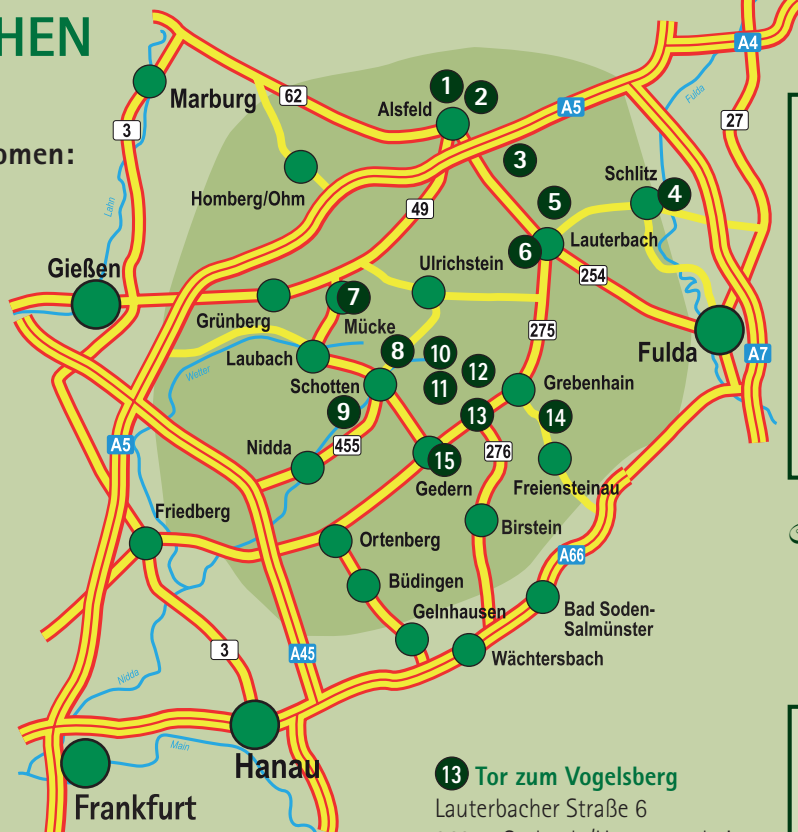 HEN
omen:
A4
1
2
Marburg
62
Alsfeld
A5
Fulda
27
3
3
Schlitz
4
Homberg/Ohm
Lahn
49
5
Lauterbach
6
Gießen
Ulrichstein
254
7
Grünberg
Mücke
275
Fulda
Laubach
8
10
A7
Wetter
12
Schotten
11
Grebenhain
9
13
14
A5
Nidda
455
276
15
Gedern
Freiensteinau
Friedberg
Birstein
Ortenberg
A66
Büdingen
Gelnhausen
Bad Soden-
Salmünster
3
A45
Wächtersbach
Nidda
Main
Hanau
Frankfurt
13 Tor zum Vogelsberg
Lauterbacher Straße 6